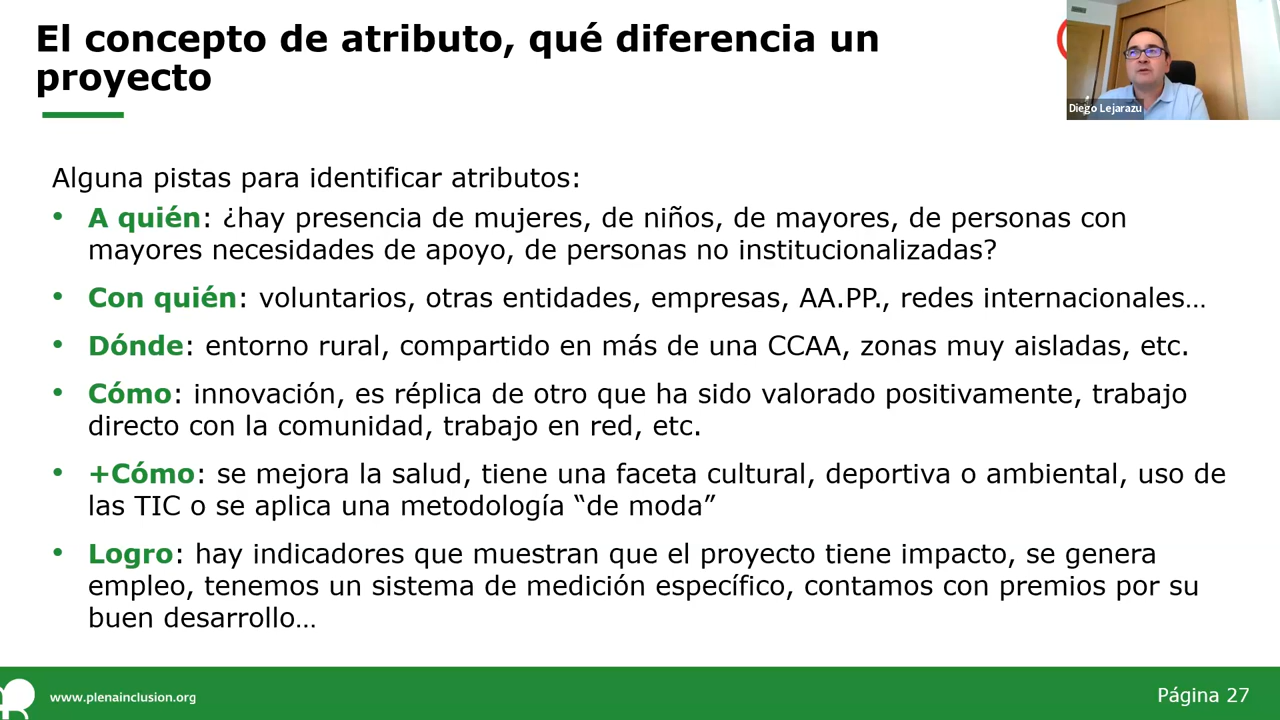 El concepto de atributo, qué diferencia un
proyecto
Diego Lejarazu
Alguna pistas para identificar atributos:
• A quién: ¿hay presencia de mujeres, de niños, de mayores, de personas con
mayores necesidades de apoyo, de personas no institucionalizadas?
• Con quién: voluntarios, otras entidades, empresas, AA.PP., redes internacionales…
• Dónde: entorno rural, compartido en más de una CCAA, zonas muy aisladas, etc.
• Cómo: innovación, es réplica de otro que ha sido valorado positivamente, trabajo
directo con la comunidad, trabajo en red, etc.
• +Cómo: se mejora la salud, tiene una faceta cultural, deportiva o ambiental, uso de
las TIC o se aplica una metodología “de moda”
• Logro: hay indicadores que muestran que el proyecto tiene impacto, se genera
empleo, tenemos un sistema de medición específico, contamos con premios por su
buen desarrollo…
www.plenainclusion.org
Página 27